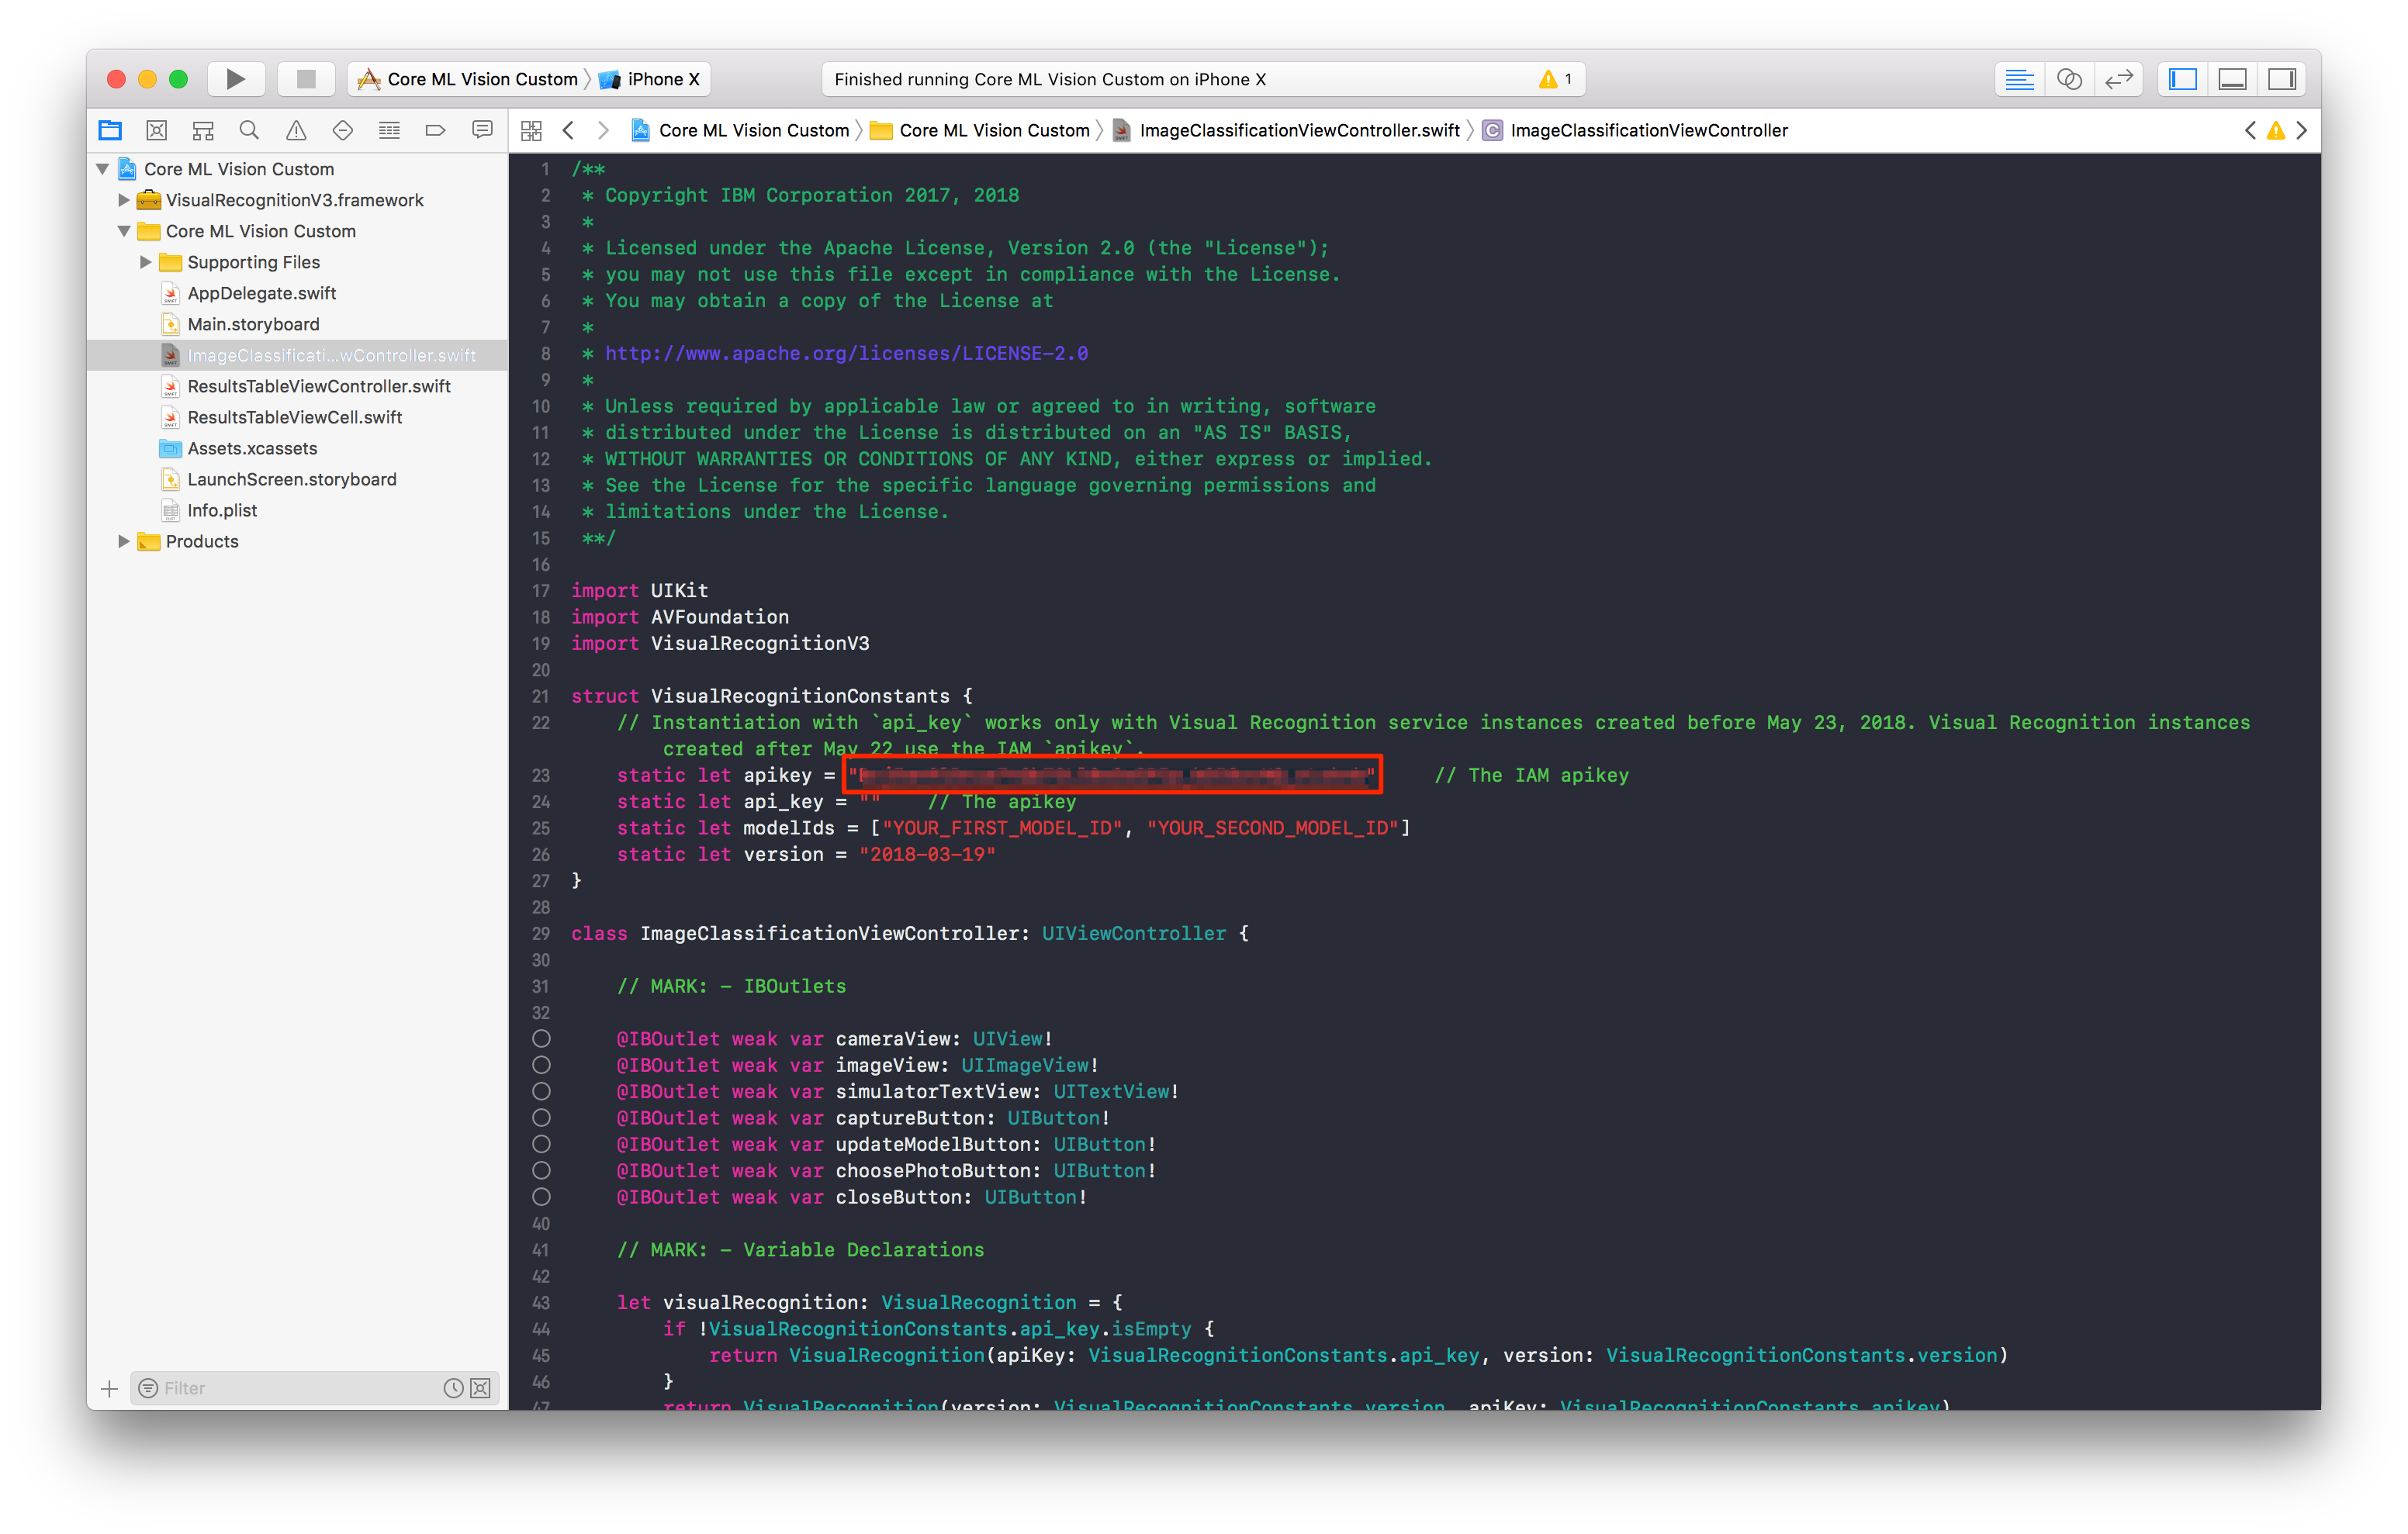 Core ML Vision Custom iPhone X
Finished running Core ML Vision Custom on iPhone X 1
Core ML Vision Custom Core ML Vision Custom ImageClassificationViewController.swift C ImageClassificationViewController
Core ML Vision Custom
VisualRecognitionV3.framework
Core ML Vision Custom
Supporting Files
AppDelegate.swift
Main.storyboard
ImageClassificati...wController.swift
ResultsTableViewController.swift
ResultsTableViewCell.swift
Assets.xcassets
LaunchScreen.storyboard
Info.plist
Products
Filter
1 /**
2 * Copyright IBM Corporation 2017, 2018
3 *
4 * Licensed under the Apache License, Version 2.0 (the "License");
5 * you may not use this file except in compliance with the License.
6 * You may obtain a copy of the License at
7 *
8 * http://www.apache.org/licenses/LICENSE-2.0
9 *
10 * Unless required by applicable law or agreed to in writing, software
11 * distributed under the License is distributed on an "AS IS" BASIS,
12 * WITHOUT WARRANTIES OR CONDITIONS OF ANY KIND, either express or implied.
13 * See the License for the specific language governing permissions and
14 * limitations under the License.
15 **/
16
17 import UIKit
18 import AVFoundation
19 import VisualRecognitionV3
20
21 struct VisualRecognitionConstants {
22 // Instantiation with `api_key` works only with Visual Recognition service instances created before May 23, 2018. Visual Recognition instances
created after May 22 use the IAM `apikey`.
23 static let apikey = " " // The IAM apikey
24 static let api_key = "" // The apikey
25 static let modelIds = ["YOUR_FIRST_MODEL_ID", "YOUR_SECOND_MODEL_ID"]
26 static let version = "2018-03-19"
27 }
28
29 class ImageClassificationViewController: UIViewController {
30
31 // MARK: - IBOutlets
32
@IBOutlet weak var cameraView: UIView!
@IBOutlet weak var imageView: UIImageView!
@IBOutlet weak var simulatorTextView: UITextView!
@IBOutlet weak var captureButton: UIButton!
@IBOutlet weak var updateModelButton: UIButton!
@IBOutlet weak var choosePhotoButton: UIButton!
@IBOutlet weak var closeButton: UIButton!
40
41 // MARK: - Variable Declarations
42
43 let visualRecognition: VisualRecognition = {
44 if !VisualRecognitionConstants.api_key.isEmpty {
45 return VisualRecognition(apiKey: VisualRecognitionConstants.api_key, version: VisualRecognitionConstants.version)
46 }
47 return VisualRecognition(version: VisualRecognitionConstants.version, apiKey: VisualRecognitionConstants.apikey)